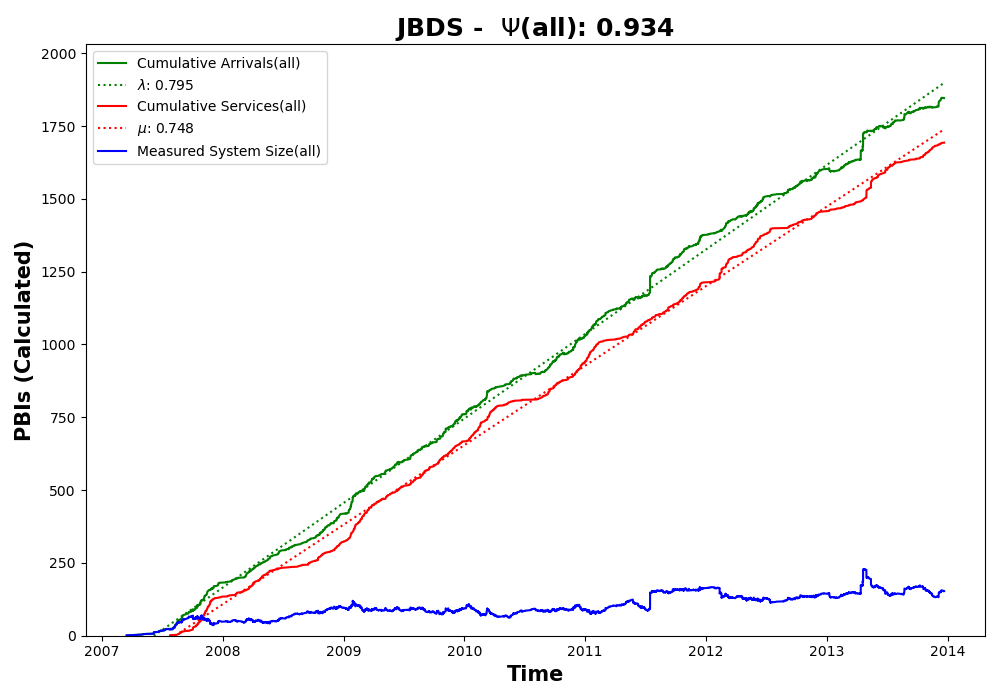 JBDS - Ψ(all): 0.934
Cumulative Arrivals(all)
λ: 0.795
Cumulative Services(all)
μ: 0.748
Measured System Size(all)
PBIs (Calculated)
2000
1750
1500
1250
1000
750
500
250
0
2007 2008 2009 2010 2011 2012 2013 2014
Time